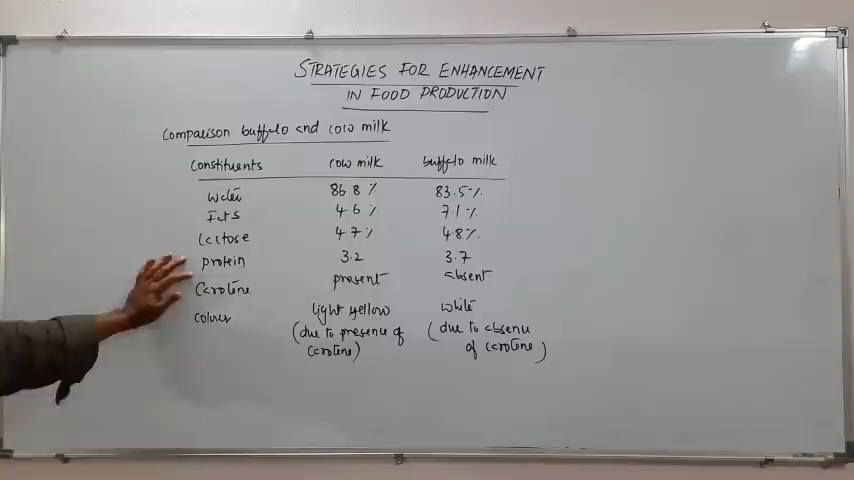 STRATEGIES FOR ENHANCEMENT
IN FOOD PRODUCTION
Comparison buffelo and cow milk
Constituents cow milk buffelo milk
Water 86.8 % 83.5 %
Fats 4.6 % 7.1 %
Lactose 4.7 % 4.8 %
protein 3.2 3.7
Carotene present absent
colour light yellow white
(due to presence of (due to absence
carotene) of carotene)